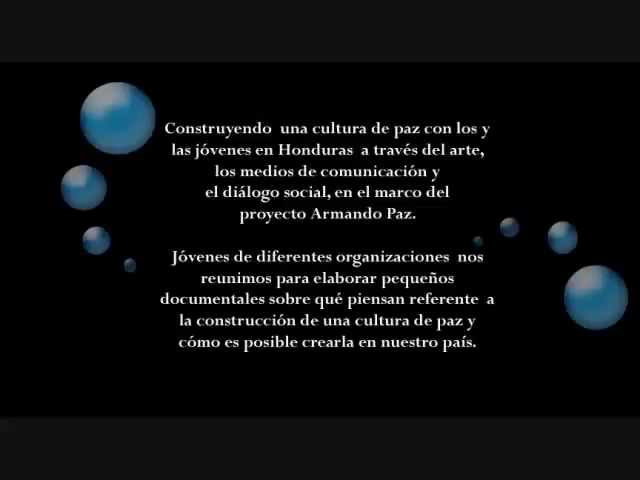 Construyendo una cultura de paz con los y
las jóvenes en Honduras a través del arte,
los medios de comunicación y
el diálogo social, en el marco del
proyecto Armando Paz.
Jóvenes de diferentes organizaciones nos
reunimos para elaborar pequeños
documentales sobre qué piensan referente a
la construcción de una cultura de paz y
cómo es posible crearla en nuestro país.